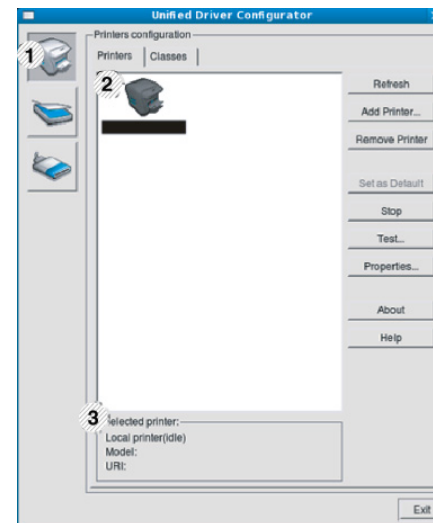 Unified Driver Configurator
Printers configuration
1
Printers Classes
2
Refresh
Add Printer...
Remove Printer
Set as Default
Stop
Test...
Properties...
About
Help
3
Selected printer:
Local printer(idle)
Model:
URI:
Exit